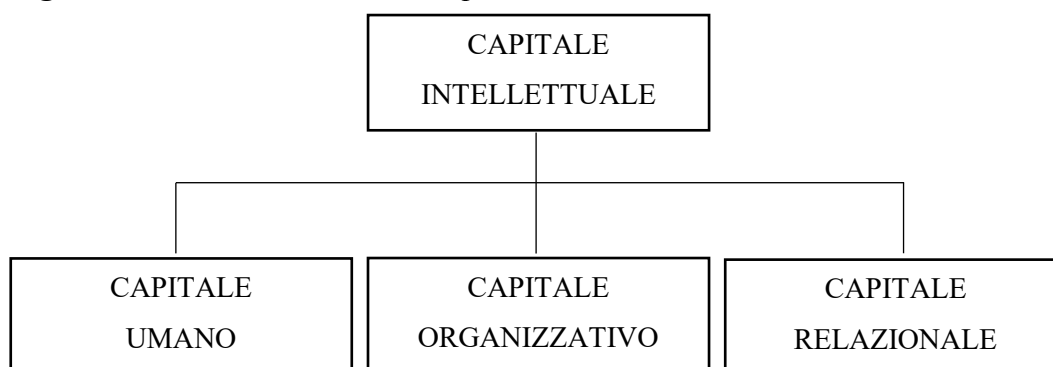 CAPITALE
INTELLETTUALE
CAPITALE
UMANO
CAPITALE
ORGANIZZATIVO
CAPITALE
RELAZIONALE